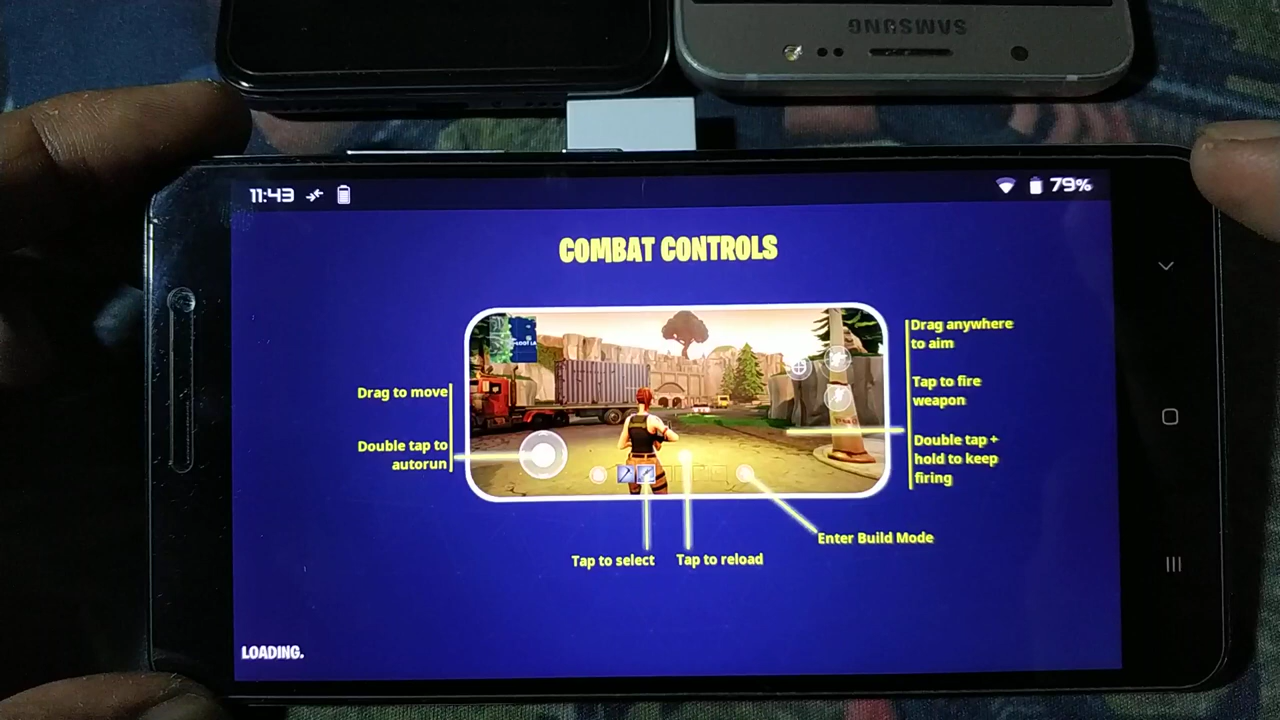 SAMSUNG
11:43
79%
COMBAT CONTROLS
Drag to move
Double tap to
autorun
Drag anywhere
to aim
Tap to fire
weapon
Double tap +
hold to keep
firing
Tap to select
Tap to reload
Enter Build Mode
LOADING.